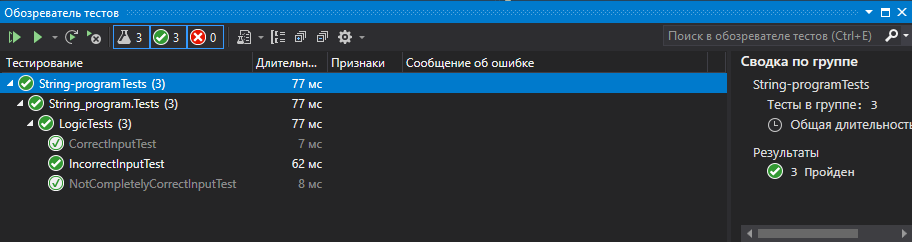 Обозреватель тестов
3 3 0
Поиск в обозревателе тестов (Ctrl+E)
Тестирование Длительн... Признаки Сообщение об ошибке
String-programTests (3) 77 мс
String_program.Tests (3) 77 мс
LogicTests (3) 77 мс
CorrectInputTest 7 мс
IncorrectInputTest 62 мс
NotCompletelyCorrectInputTest 8 мс
Сводка по группе
String-programTests
Тесты в группе: 3
Общая длительность
Результаты
3 Пройден